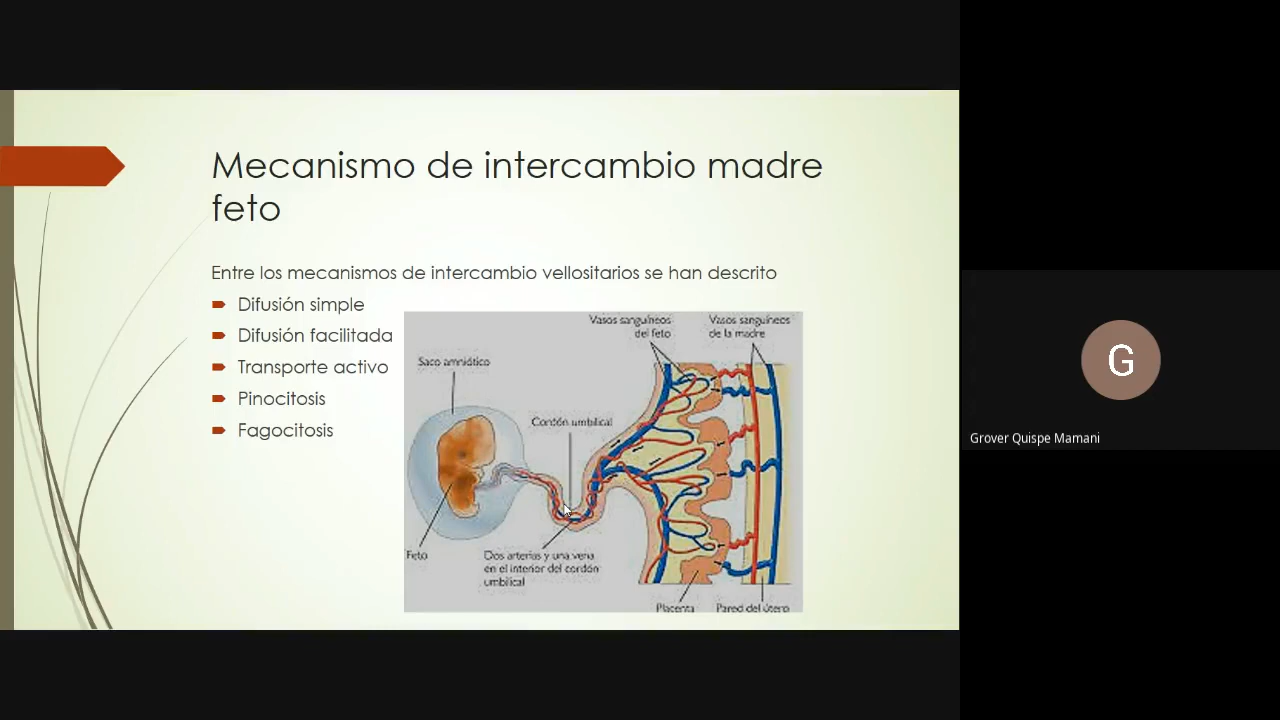 Mecanismo de intercambio madre
feto
Entre los mecanismos de intercambio vellositarios se han descrito
Difusión simple
Difusión facilitada
Transporte activo
Pinocitosis
Fagocitosis
Vasos sanguíneos
del feto
Vasos sanguíneos
de la madre
Saco amniótico
Cordón umbilical
Feto
Dos arterias y una vena
en el interior del cordón
umbilical
Placenta
Pared del útero
G
Grover Quispe Mamani